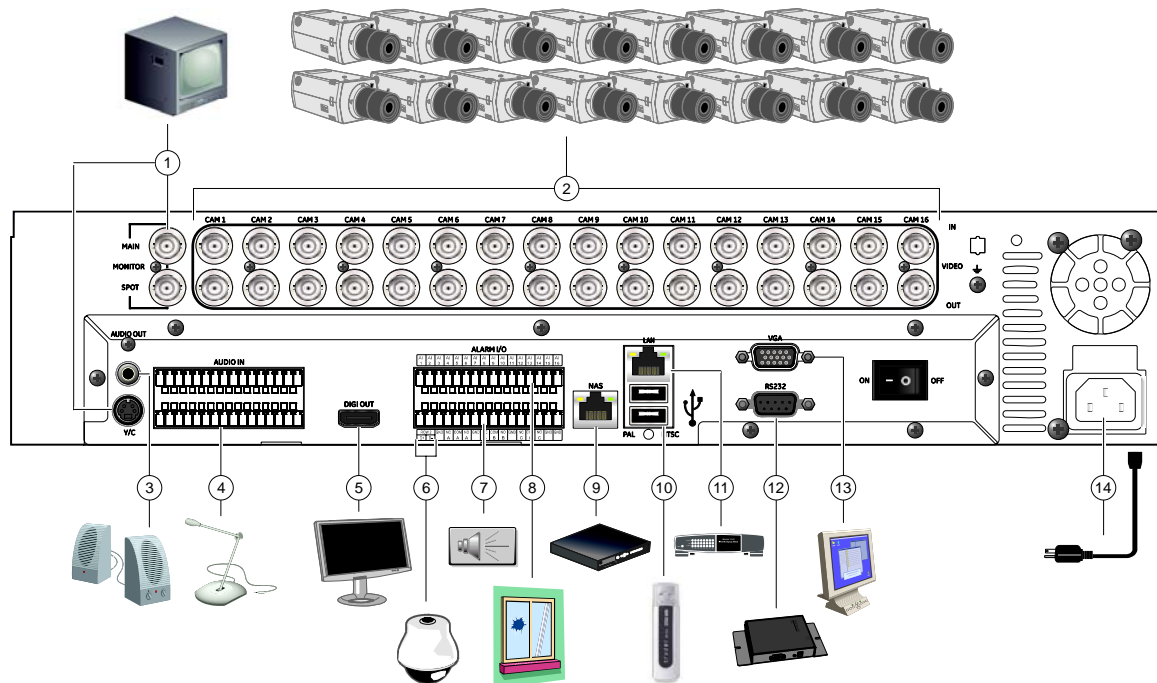 1
2
CAM 1 CAM 2 CAM 3 CAM 4 CAM 5 CAM 6 CAM 7 CAM 8 CAM 9 CAM 10 CAM 11 CAM 12 CAM 13 CAM 14 CAM 15 CAM 16
IN
MAIN
MONITOR
VIDEO
SPOT
OUT
AUDIO OUT
AUDIO IN
ALARM I/O
LAN
VGA
ON
OFF
NAS
RS232
DIGI OUT
Y/C
PAL
3
4
5
6
7
8
9
10
11
12
13
14